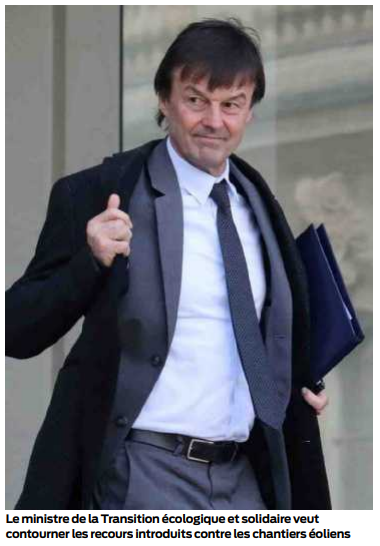 Le ministre de la Transition écologique et solidaire veut
contourner les recours introduits contre les chantiers éoliens